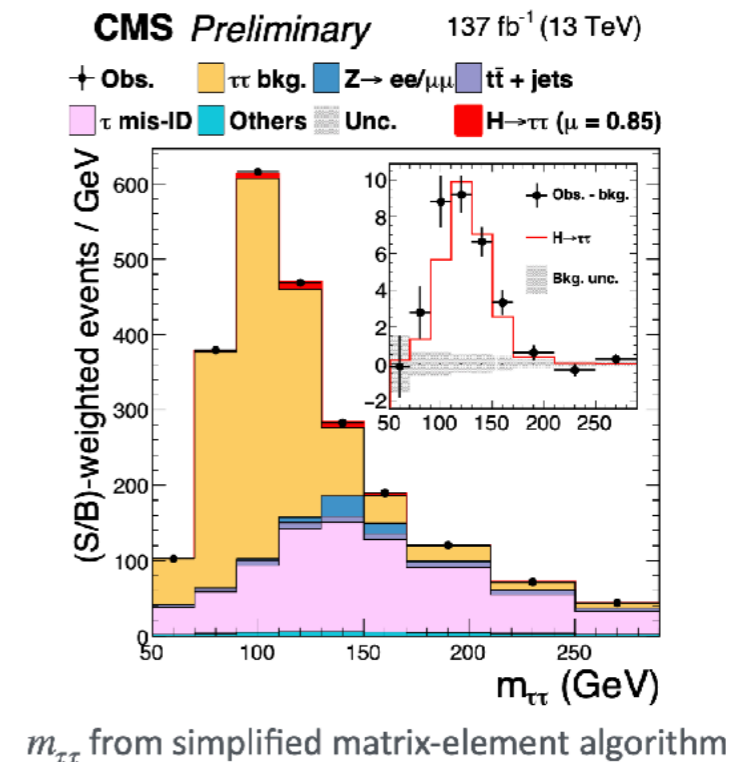 CMS Preliminary 137 fb⁻¹ (13 TeV)
Obs. ττ bkg. Z→ ee/μμ tt̄ + jets
τ mis-ID Others Unc. H→ττ (μ = 0.85)
(S/B)-weighted events / GeV
600
500
400
300
200
100
0
50 100 150 200 250
m_ττ (GeV)
10
8
6
4
2
0
−2
50 100 150 200 250
Obs. - bkg.
H→ττ
Bkg. unc.
m_ττ from simplified matrix-element algorithm